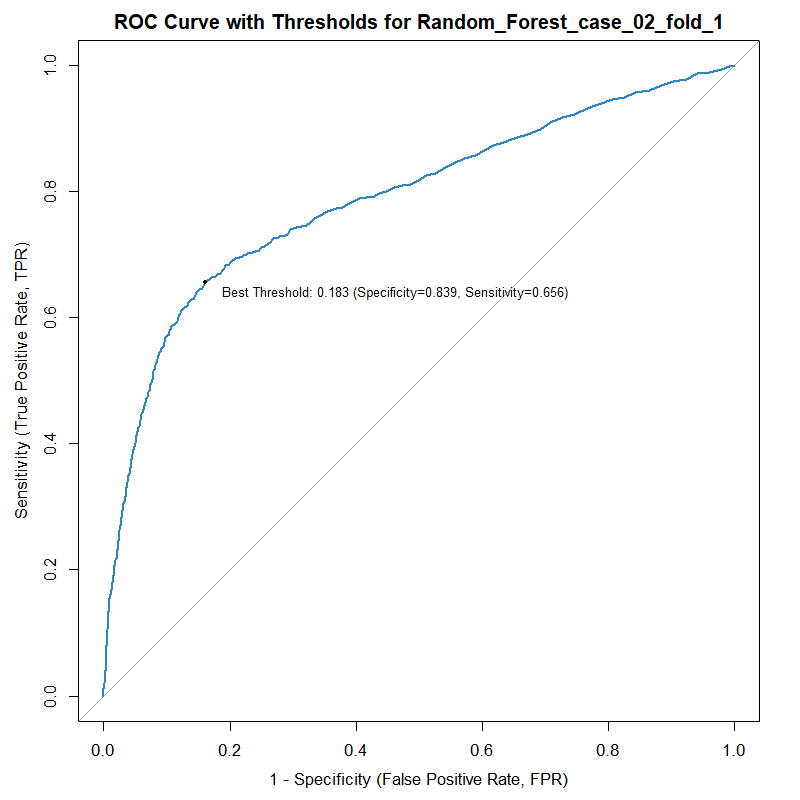 ROC Curve with Thresholds for Random_Forest_case_02_fold_1
Sensitivity (True Positive Rate, TPR)
1.0
0.8
0.6
0.4
0.2
0.0
Best Threshold: 0.183 (Specificity=0.839, Sensitivity=0.656)
0.0 0.2 0.4 0.6 0.8 1.0
1 - Specificity (False Positive Rate, FPR)